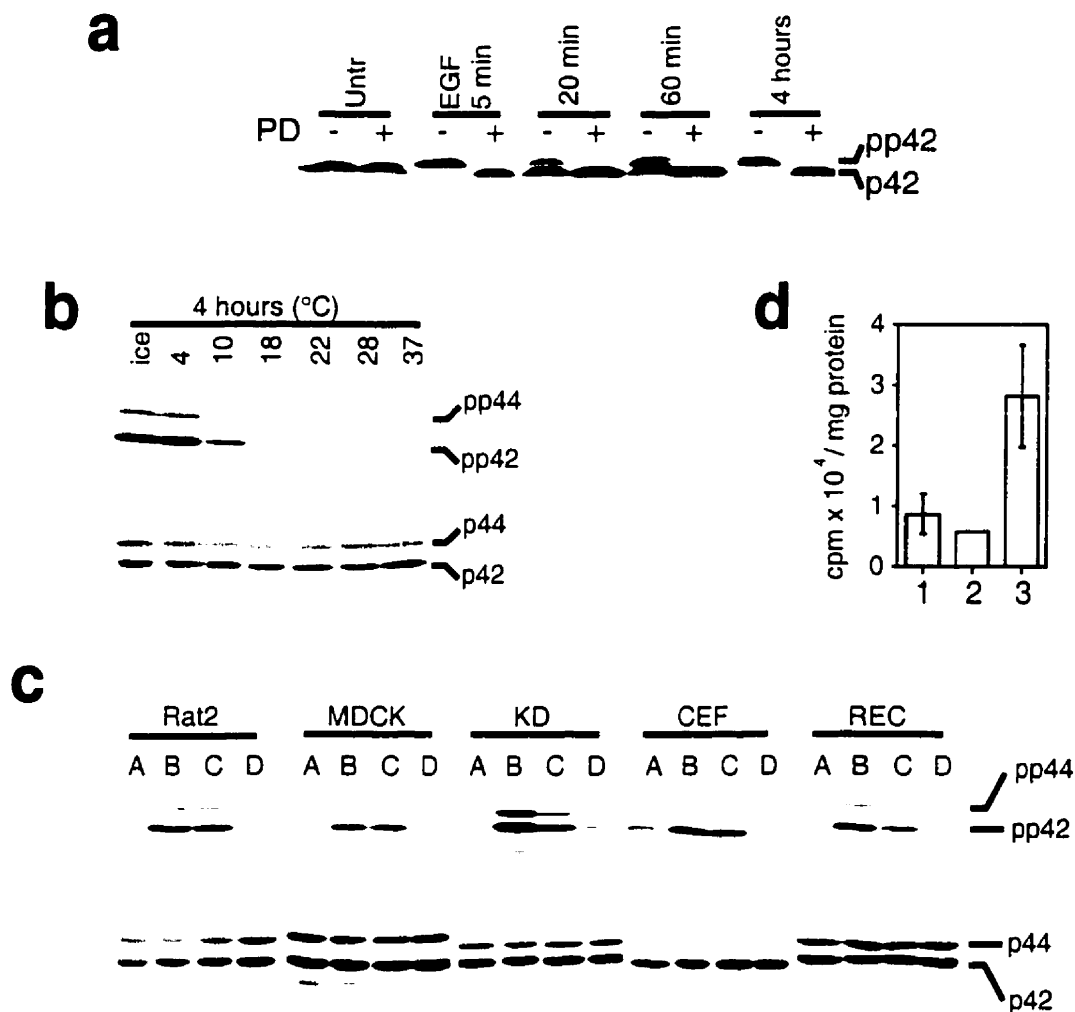 a
Untr
EGF
5 min
20 min
60 min
4 hours
PD - + - + - + - + - +
pp42
p42
b
4 hours (°C)
ice 4 10 18 22 28 37
pp44
pp42
p44
p42
d
cpm x 10 4 / mg protein
4
3
2
1
0
1 2 3
c
Rat2 MDCK KD CEF REC
A B C D A B C D A B C D A B C D A B C D
pp44
pp42
p44
p42